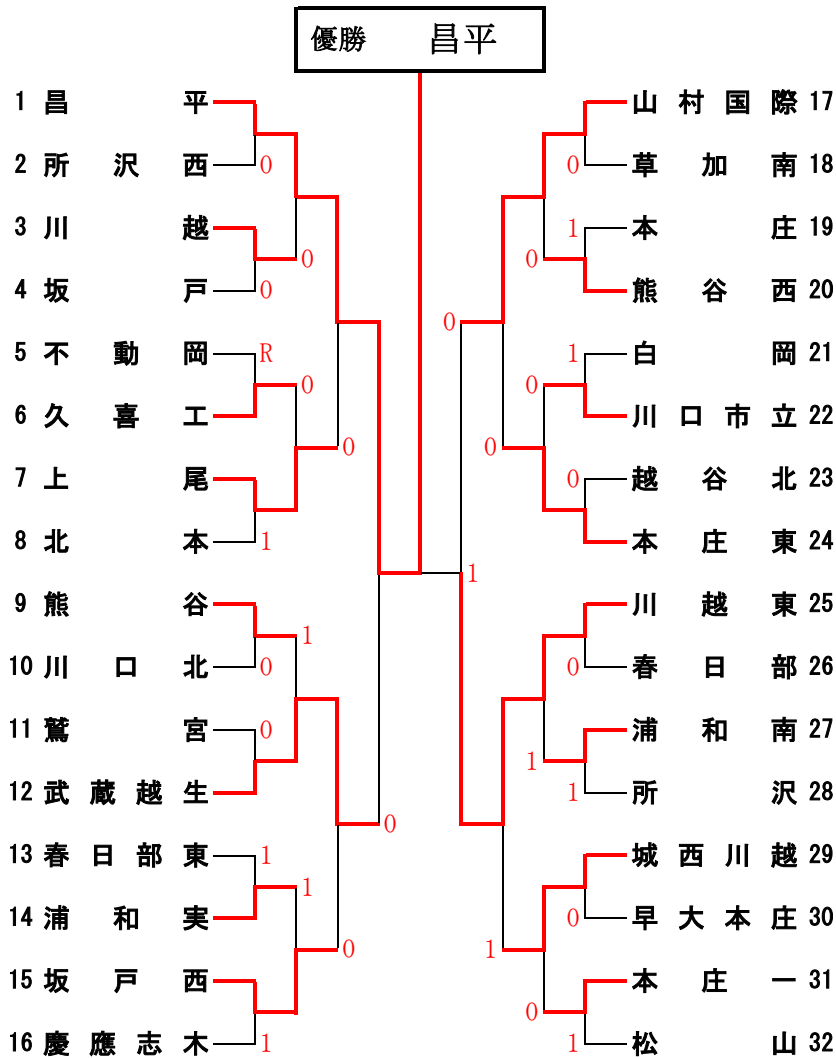 優勝 昌平
1 昌平
山村国際 17
2 所沢西 0
0 草加南 18
3 川越
1 本庄 19
0
0
4 坂戸 0
熊谷西 20
0
5 不動岡 R
1 白岡 21
0
0
6 久喜工
川口市立 22
0
0
7 上尾
0 越谷北 23
8 北本 1
本庄東 24
1
9 熊谷
川越東 25
1
10 川口北 0
0 春日部 26
11 鷲宮 0
浦和南 27
1
12 武蔵越生
1 所沢 28
0
13 春日部東 1
城西川越 29
1
14 浦和実
0 早大本庄 30
0
1
15 坂戸西
本庄一 31
0
16 慶應志木 1
1 松山 32